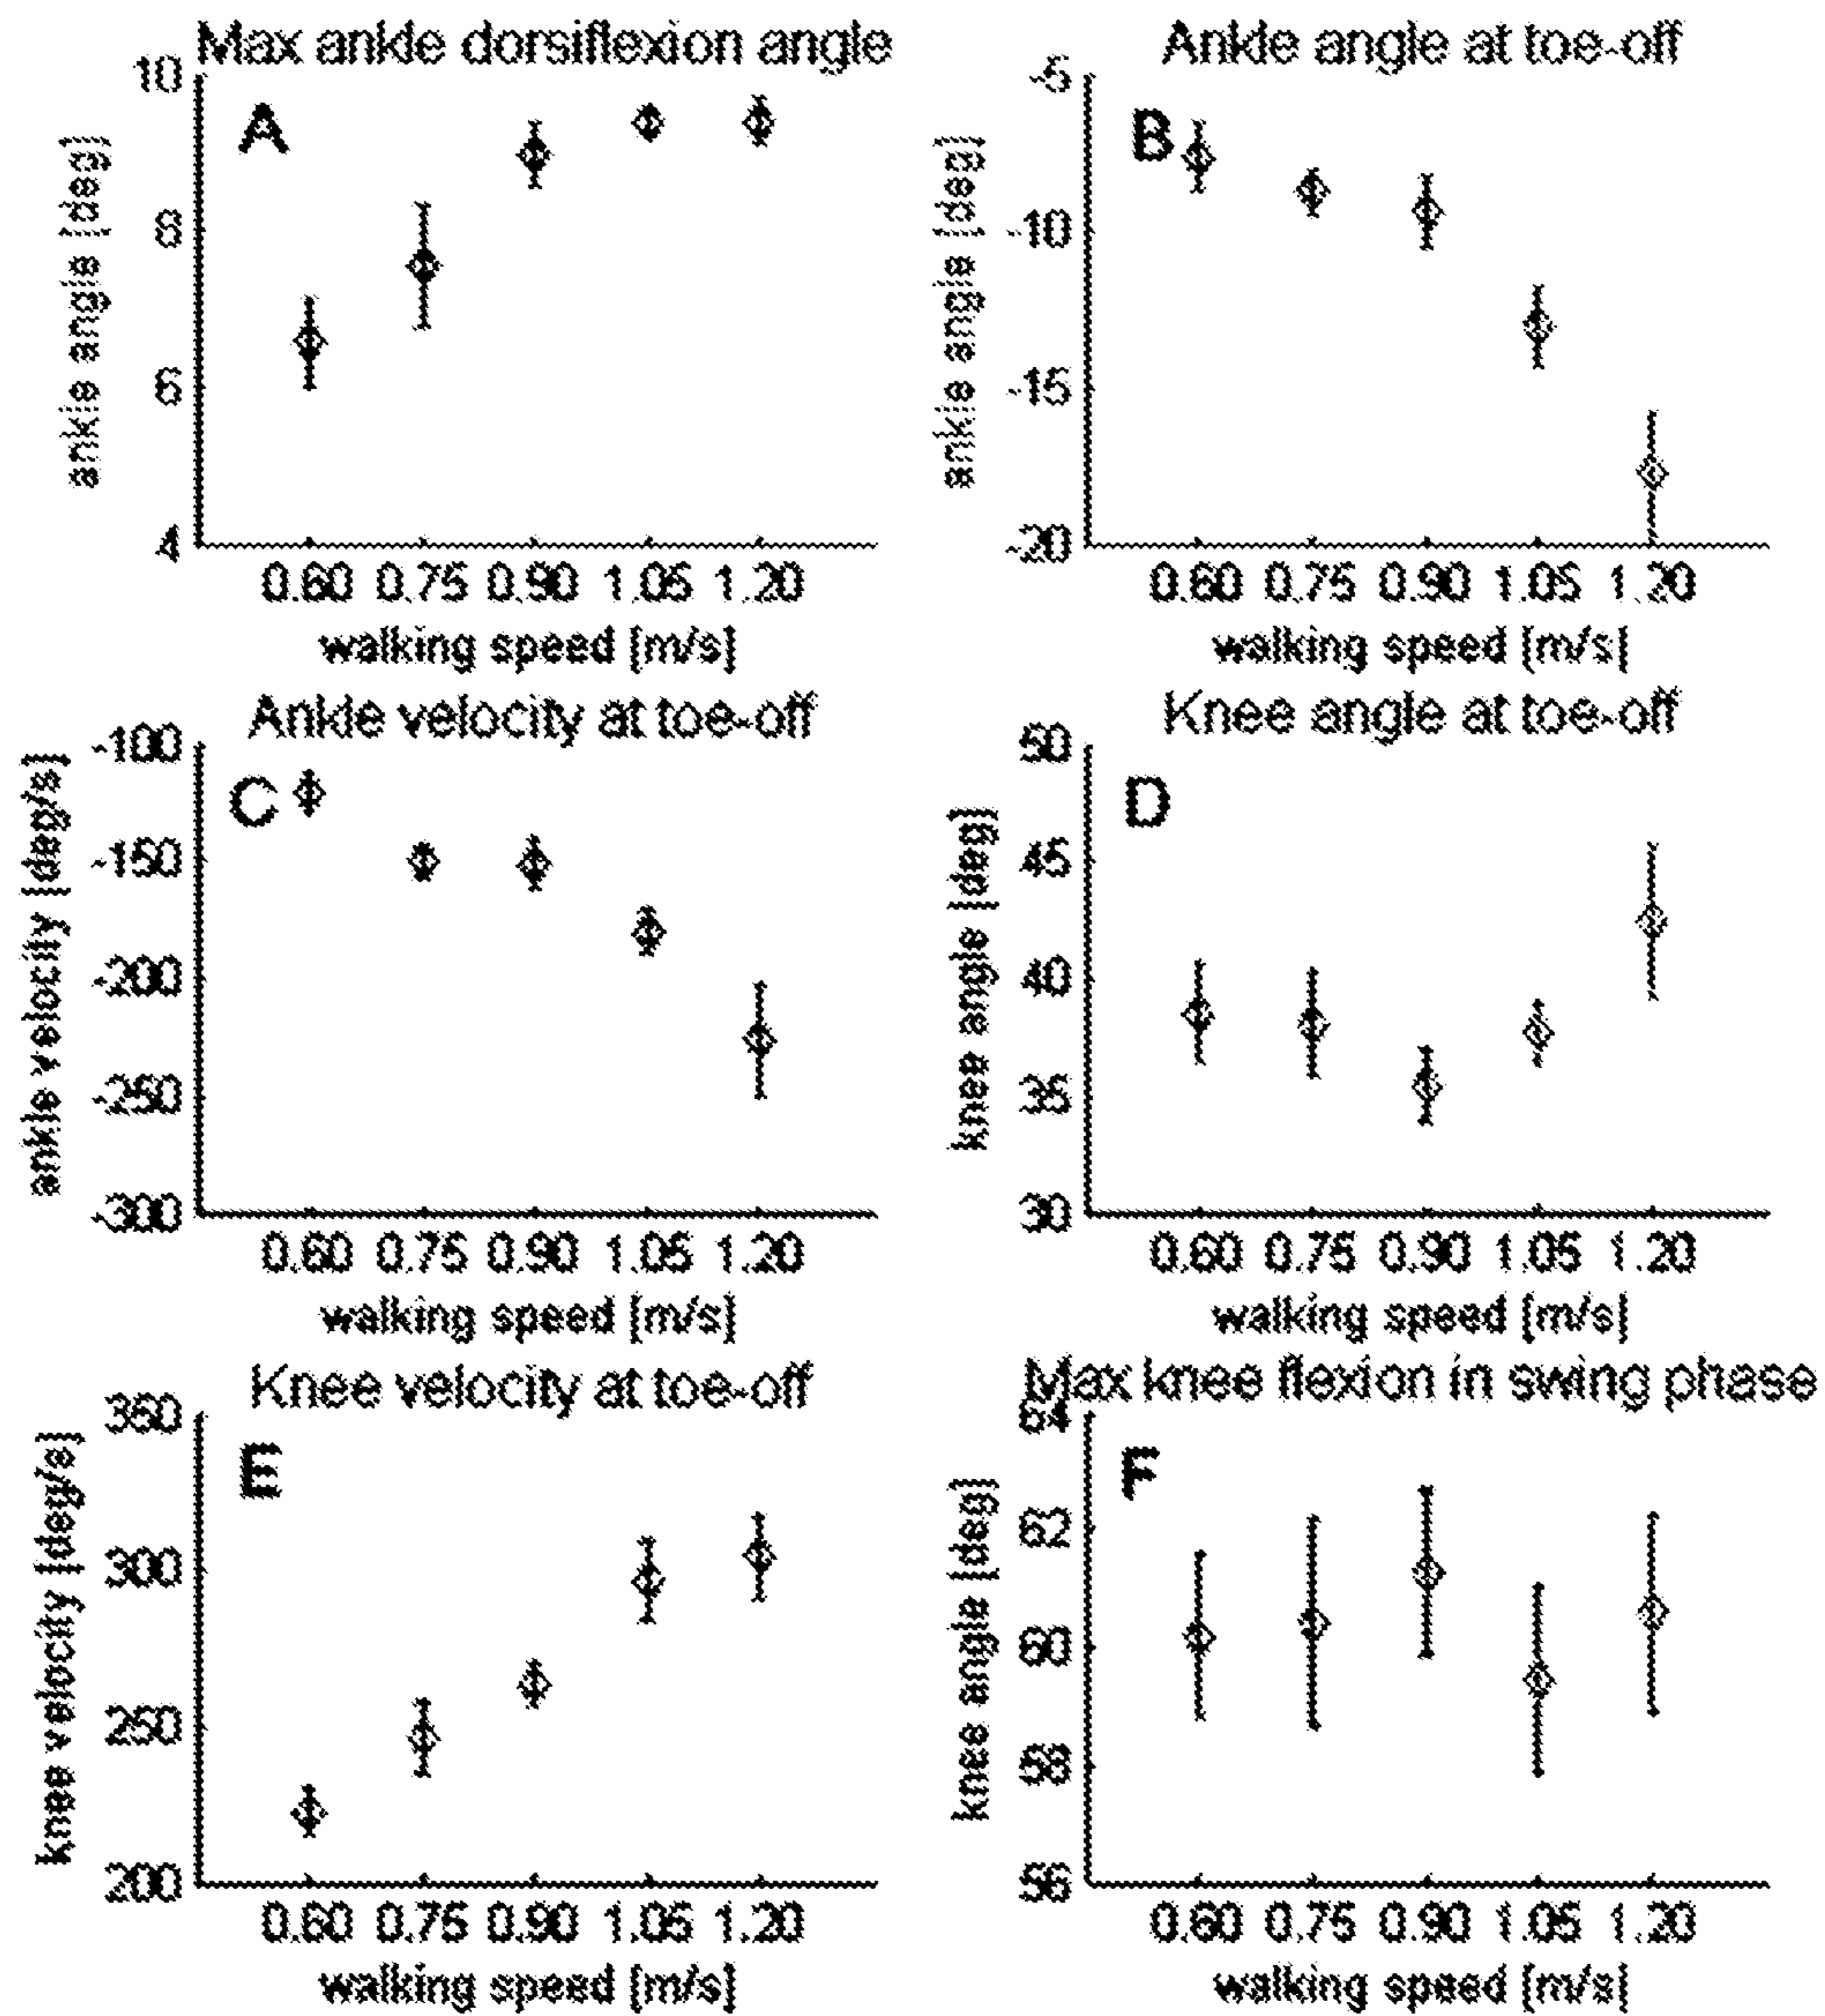 Max ankle dorsiflexion angle
A
ankle angle [deg]
10
8
6
4
0.60 0.75 0.90 1.05 1.20
walking speed [m/s]
Ankle angle at toe-off
B
ankle angle [deg]
-5
-10
-15
-20
0.60 0.75 0.90 1.05 1.20
walking speed [m/s]
Ankle velocity at toe-off
C
ankle velocity [deg/s]
-100
-150
-200
-250
-300
0.60 0.75 0.90 1.05 1.20
walking speed [m/s]
Knee angle at toe-off
D
knee angle [deg]
50
45
40
35
30
0.60 0.75 0.90 1.05 1.20
walking speed [m/s]
Knee velocity at toe-off
E
knee velocity [deg/s]
350
300
250
200
0.60 0.75 0.90 1.05 1.20
walking speed [m/s]
Max knee flexion in swing phase
F
knee angle [deg]
64
62
60
58
56
0.60 0.75 0.90 1.05 1.20
walking speed [m/s]